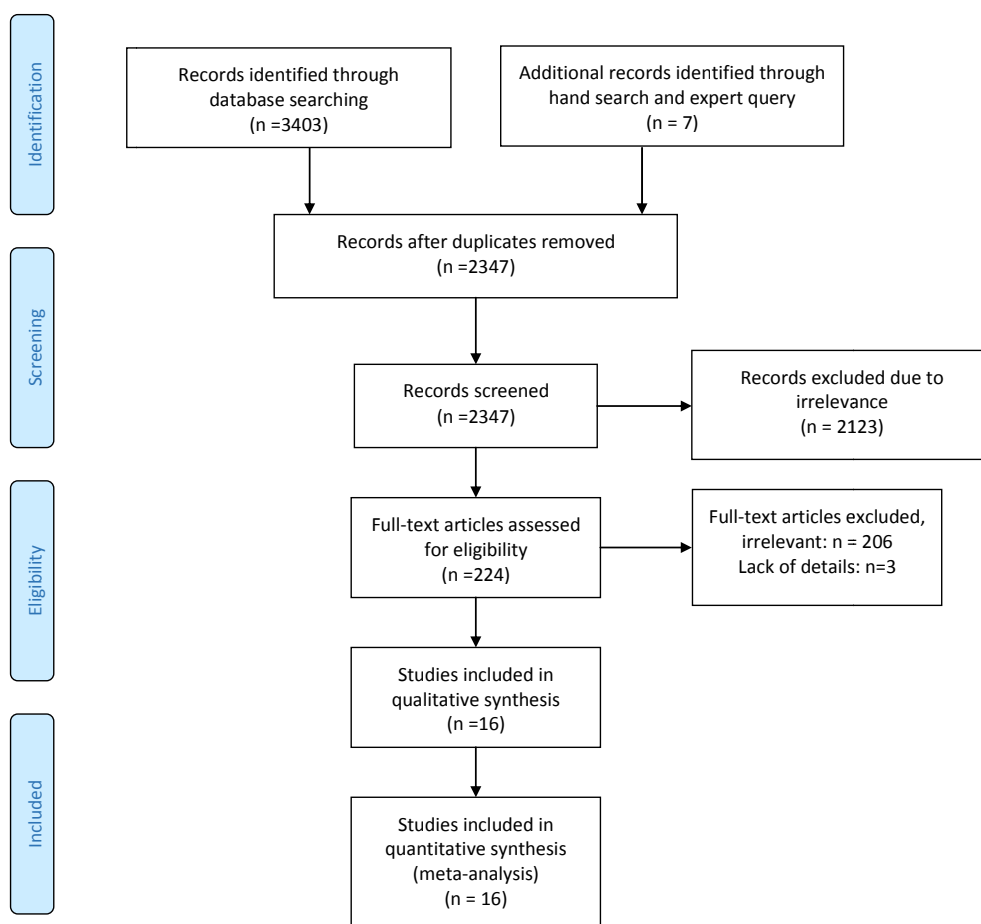 Identification
Records identified through
database searching
(n =3403)
Additional records identified through
hand search and expert query
(n = 7)
Records after duplicates removed
(n =2347)
Screening
Records screened
(n =2347)
Records excluded due to
irrelevance
(n = 2123)
Eligibility
Full-text articles assessed
for eligibility
(n =224)
Full-text articles excluded,
irrelevant: n = 206
Lack of details: n=3
Studies included in
qualitative synthesis
(n =16)
Included
Studies included in
quantitative synthesis
(meta-analysis)
(n = 16)